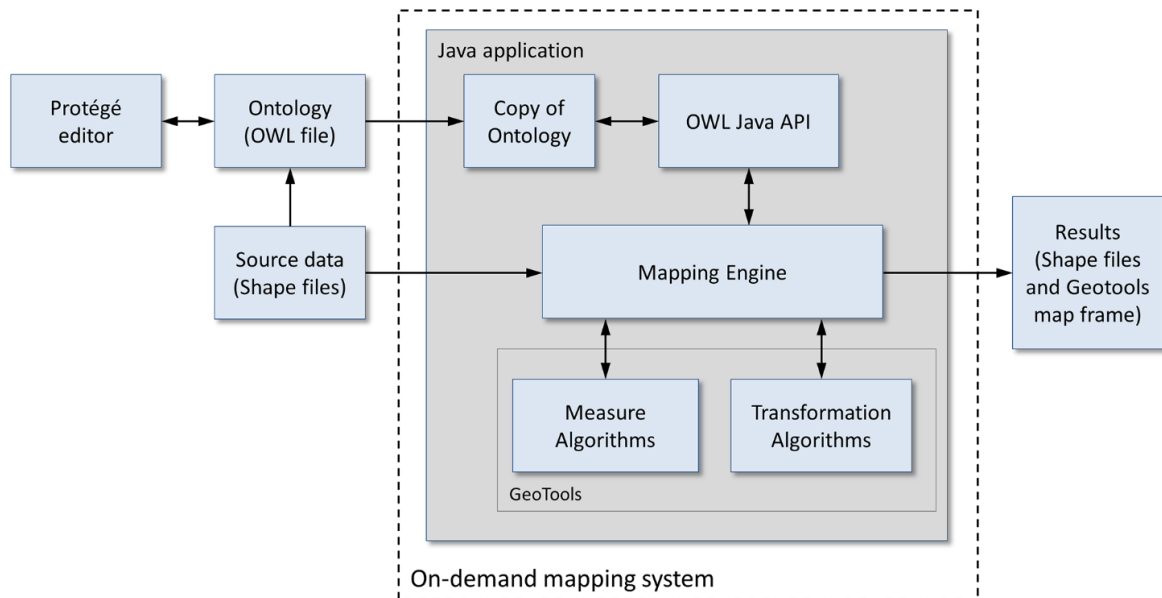 Java application
Protégé
editor
Ontology
(OWL file)
Copy of
Ontology
OWL Java API
Source data
(Shape files)
Mapping Engine
Results
(Shape files
and Geotools
map frame)
Measure
Algorithms
Transformation
Algorithms
GeoTools
On-demand mapping system